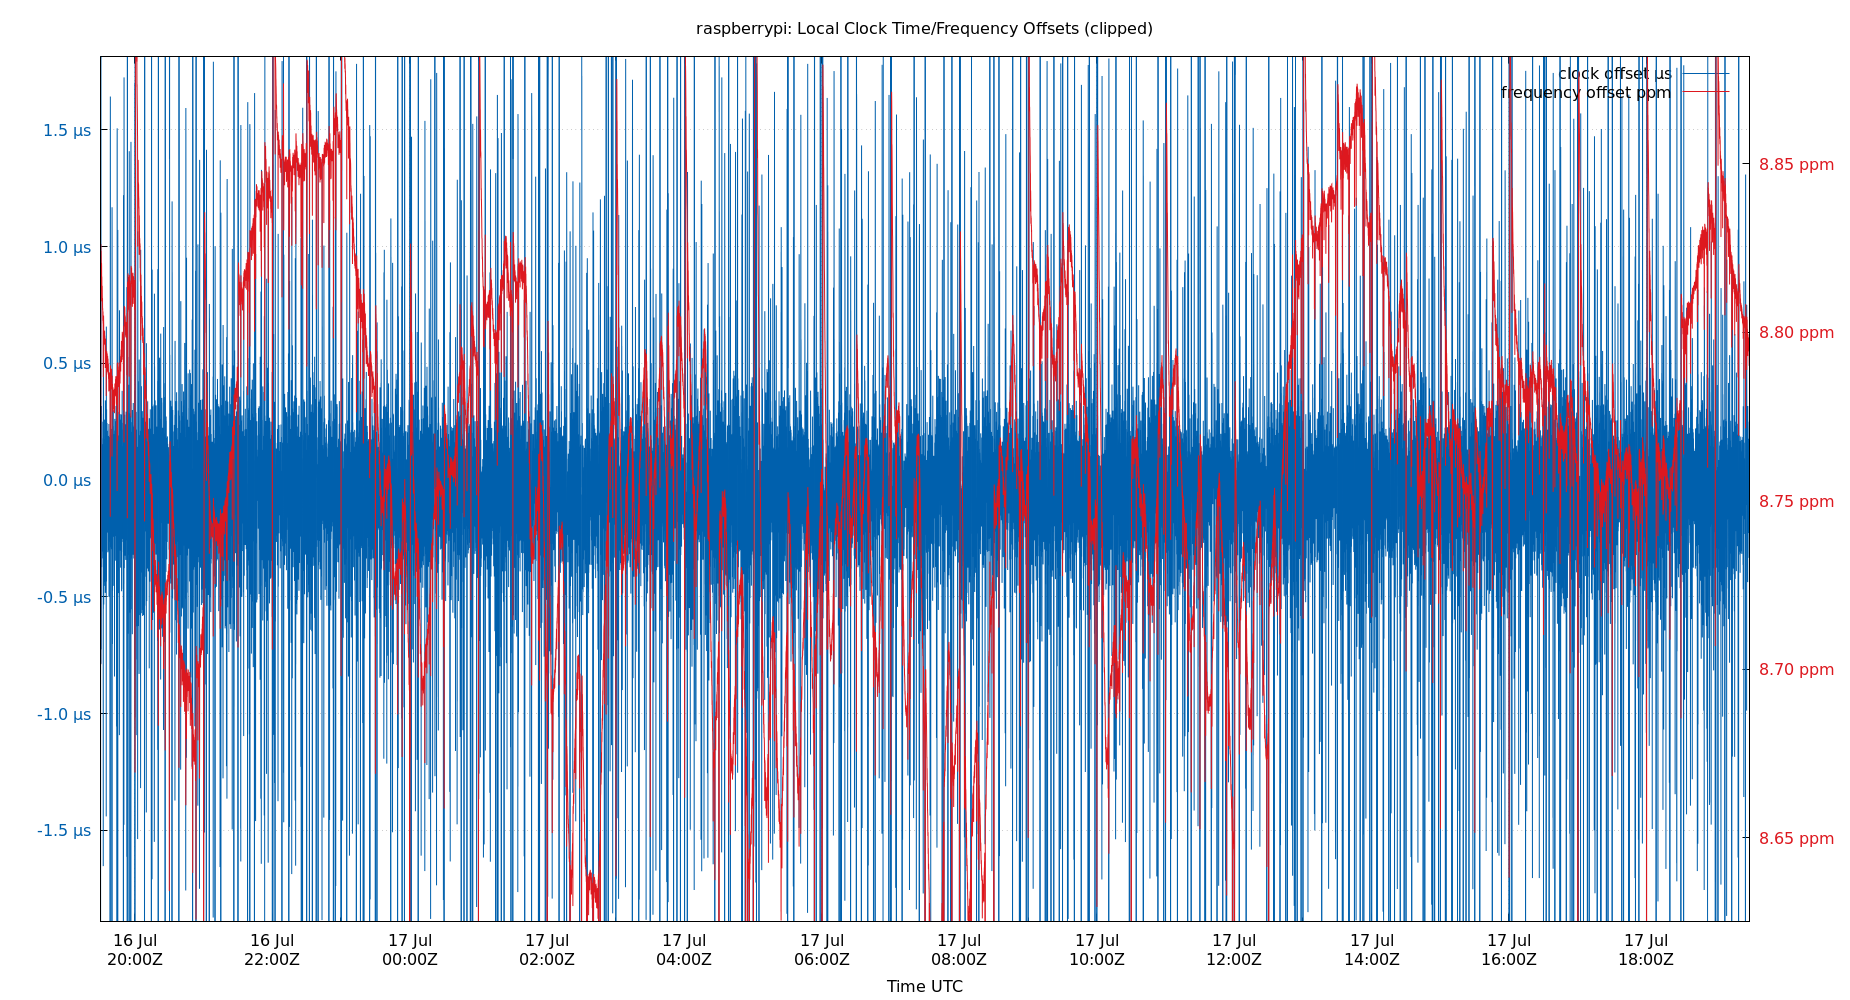 raspberrypi: Local Clock Time/Frequency Offsets (clipped)
clock offset µs
frequency offset ppm
1.5 µs
1.0 µs
0.5 µs
0.0 µs
-0.5 µs
-1.0 µs
-1.5 µs
8.85 ppm
8.80 ppm
8.75 ppm
8.70 ppm
8.65 ppm
16 Jul 16 Jul 17 Jul 17 Jul 17 Jul 17 Jul 17 Jul 17 Jul 17 Jul 17 Jul 17 Jul 17 Jul
20:00Z 22:00Z 00:00Z 02:00Z 04:00Z 06:00Z 08:00Z 10:00Z 12:00Z 14:00Z 16:00Z 18:00Z
Time UTC